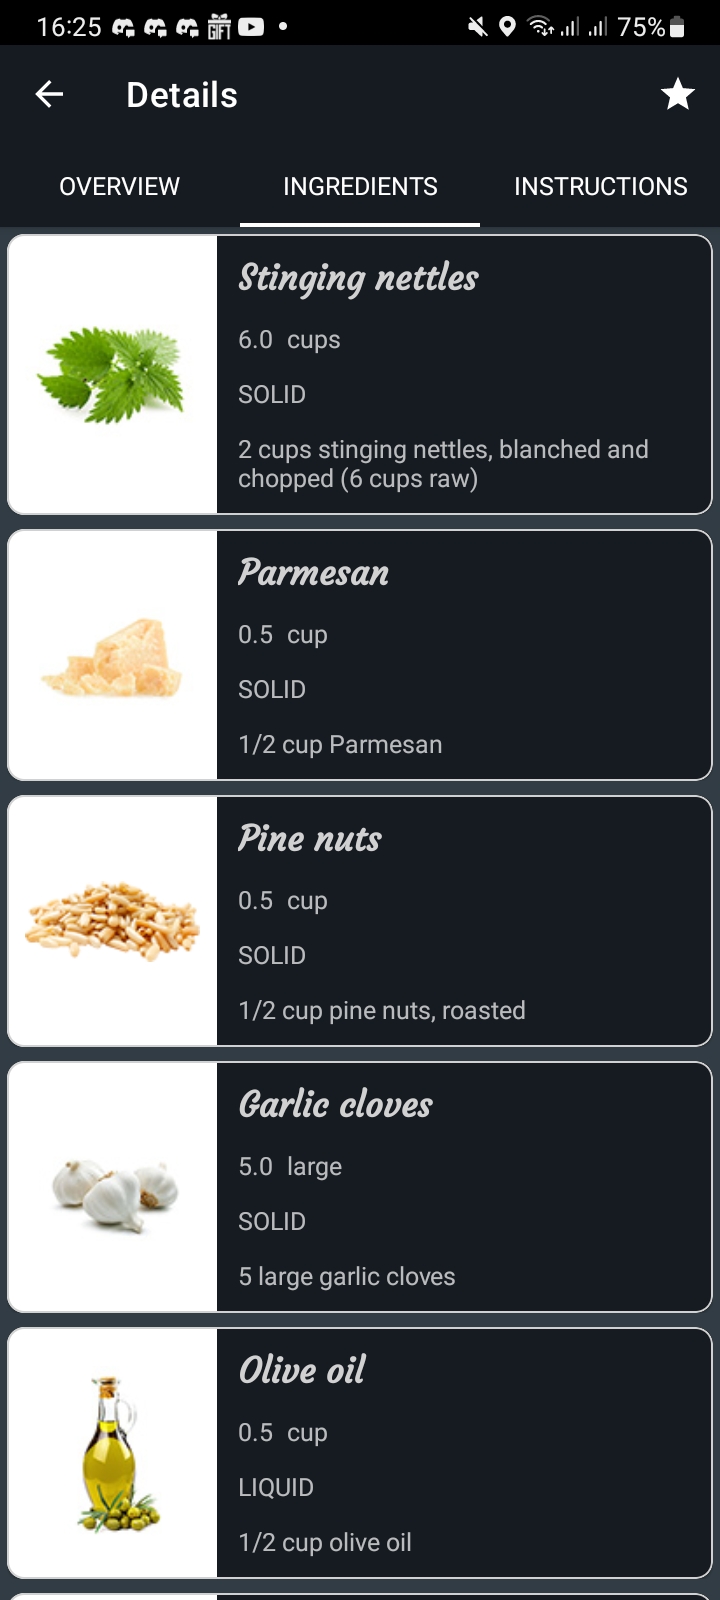 16:25 GIFT 75%
Details
OVERVIEW INGREDIENTS INSTRUCTIONS
Stinging nettles
6.0 cups
SOLID
2 cups stinging nettles, blanched and
chopped (6 cups raw)
Parmesan
0.5 cup
SOLID
1/2 cup Parmesan
Pine nuts
0.5 cup
SOLID
1/2 cup pine nuts, roasted
Garlic cloves
5.0 large
SOLID
5 large garlic cloves
Olive oil
0.5 cup
LIQUID
1/2 cup olive oil